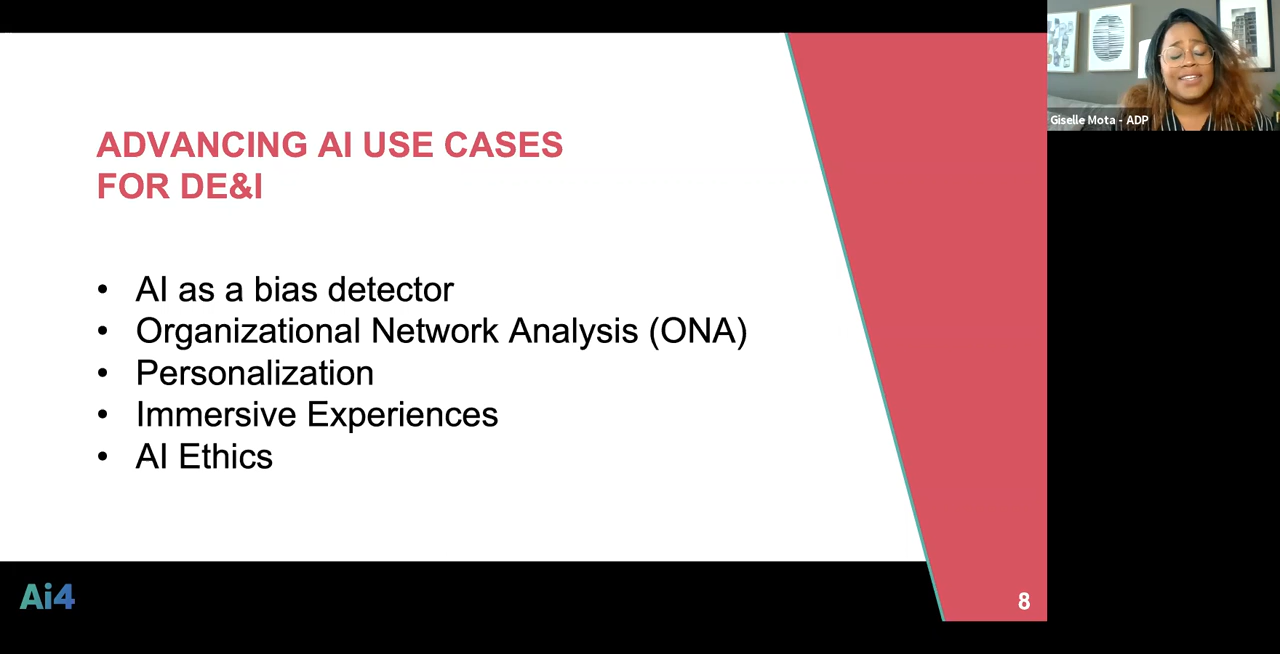 ADVANCING AI USE CASES
FOR DE&I
• AI as a bias detector
• Organizational Network Analysis (ONA)
• Personalization
• Immersive Experiences
• AI Ethics
Ai4
8
Giselle Mota - ADP